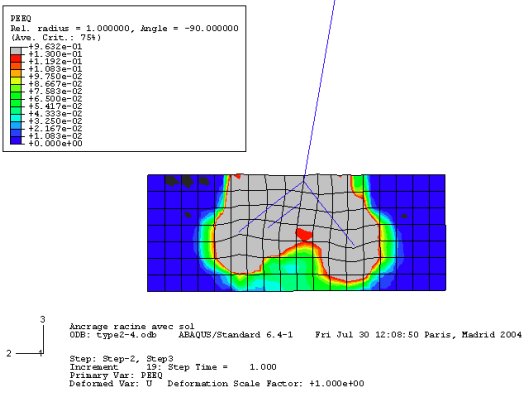 PEEQ
Rel. radius = 1.000000, Angle = -90.000000
(Ave. Crit.: 75%)
+9.632e-01
+1.300e-01
+1.192e-01
+1.083e-01
+9.750e-02
+8.667e-02
+7.583e-02
+6.500e-02
+5.417e-02
+4.333e-02
+3.250e-02
+2.167e-02
+1.083e-02
+0.000e+00
3
2
1
Ancrage racine avec sol
ODB: type2-4.odb ABAQUS/Standard 6.4-1 Fri Jul 30 12:08:50 Paris, Madrid 2004
Step: Step-2, Step3
Increment 19: Step Time = 1.000
Primary Var: PEEQ
Deformed Var: U Deformation Scale Factor: +1.000e+00